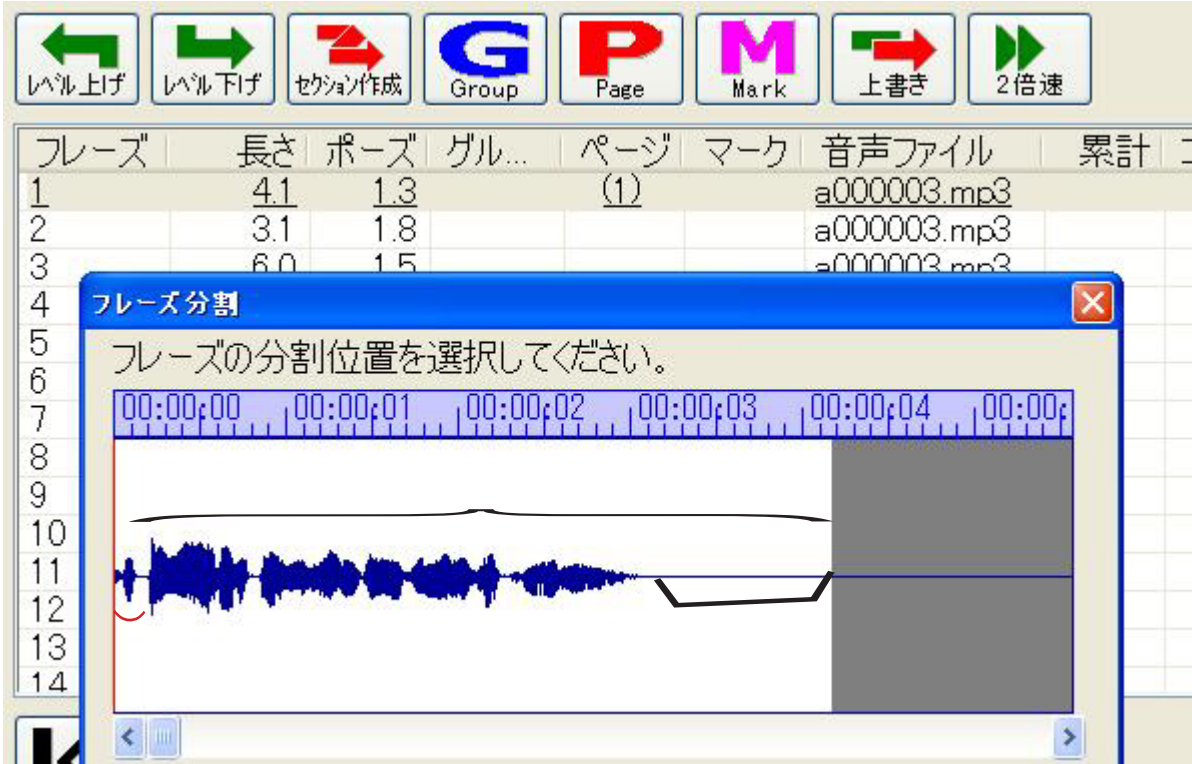 レベル上げ レベル下げ セクション作成 G Group P Page M Mark 上書き 2倍速
フレーズ 長さ ポーズ グル... ページ マーク 音声ファイル 累計
1 4.1 1.3 (1) a000003.mp3
2 3.1 1.8 a000003.mp3
3 6.0 1.5 a000003.mp3
4
フレーズ分割
5
フレーズの分割位置を選択してください。
6
7
00:00:00 00:00:01 00:00:02 00:00:03 00:00:04 00:00:
8
9
10
11
12
13
14